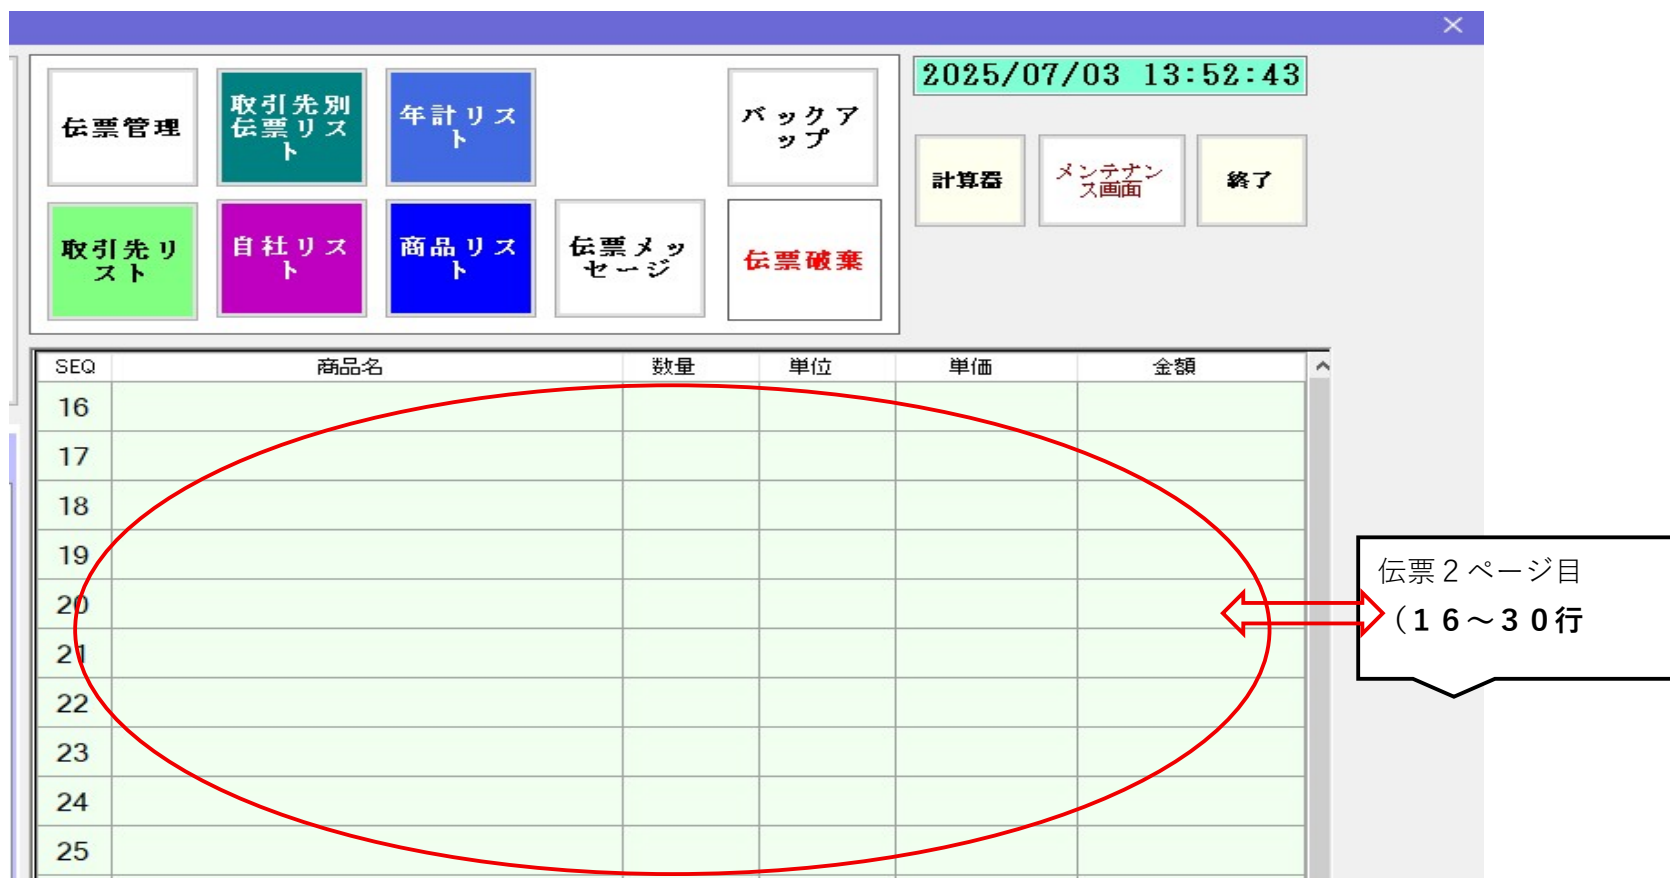 2025/07/03 13:52:43
伝票管理
取引先別
伝票リス
ト
年計リス
ト
バックア
ップ
計算器
メンテナン
ス画面
終了
取引先リ
スト
自社リス
ト
商品リス
ト
伝票メッ
セージ
伝票破棄
SEQ 商品名 数量 単位 単価 金額
16
17
18
19
20
21
22
23
24
25
伝票２ページ目
（１６～３０行